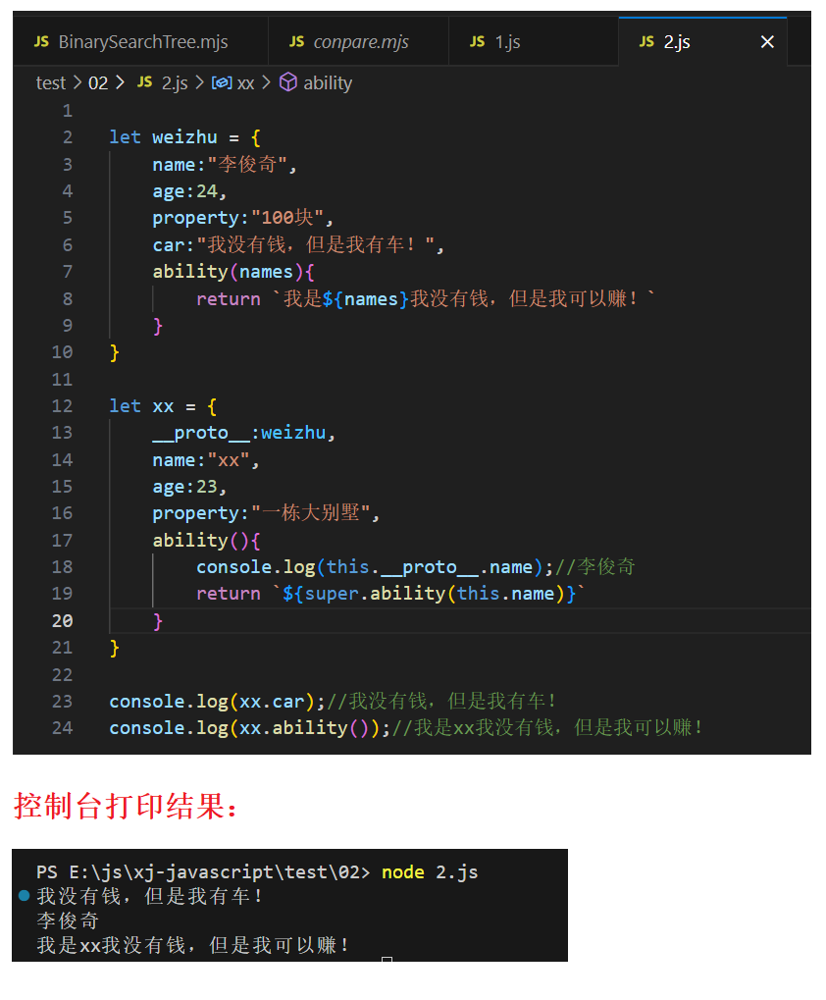 JS BinarySearchTree.mjs JS conpare.mjs JS 1.js JS 2.js ×
test > 02 > JS 2.js > xx > ability
1
2 let weizhu = {
3 name:"李俊奇",
4 age:24,
5 property:"100块",
6 car:"我没有钱，但是我有车！",
7 ability(names){
8 return `我是${names}我没有钱，但是我可以赚！`
9 }
10 }
11
12 let xx = {
13 __proto__:weizhu,
14 name:"xx",
15 age:23,
16 property:"一栋大别墅",
17 ability(){
18 console.log(this.__proto__.name);//李俊奇
19 return `${super.ability(this.name)}`
20 }
21 }
22
23 console.log(xx.car);//我没有钱，但是我有车！
24 console.log(xx.ability());//我是xx我没有钱，但是我可以赚！
控制台打印结果：
PS E:\js\xj-javascript\test\02> node 2.js
我没有钱，但是我有车！
李俊奇
我是xx我没有钱，但是我可以赚！